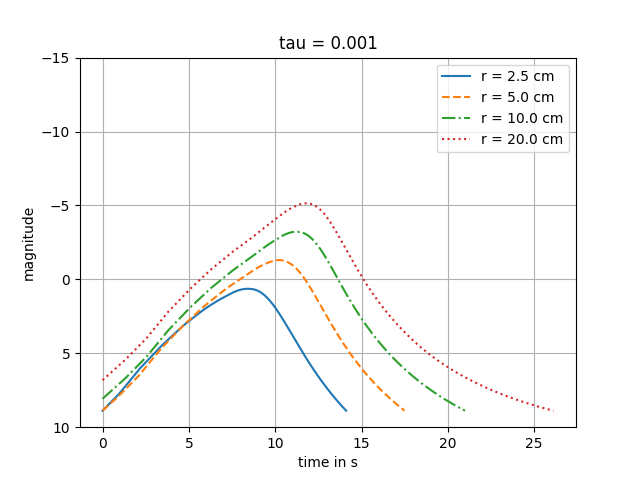 tau = 0.001
−15
−10
−5
0
5
10
magnitude
r = 2.5 cm
r = 5.0 cm
r = 10.0 cm
r = 20.0 cm
0 5 10 15 20 25
time in s